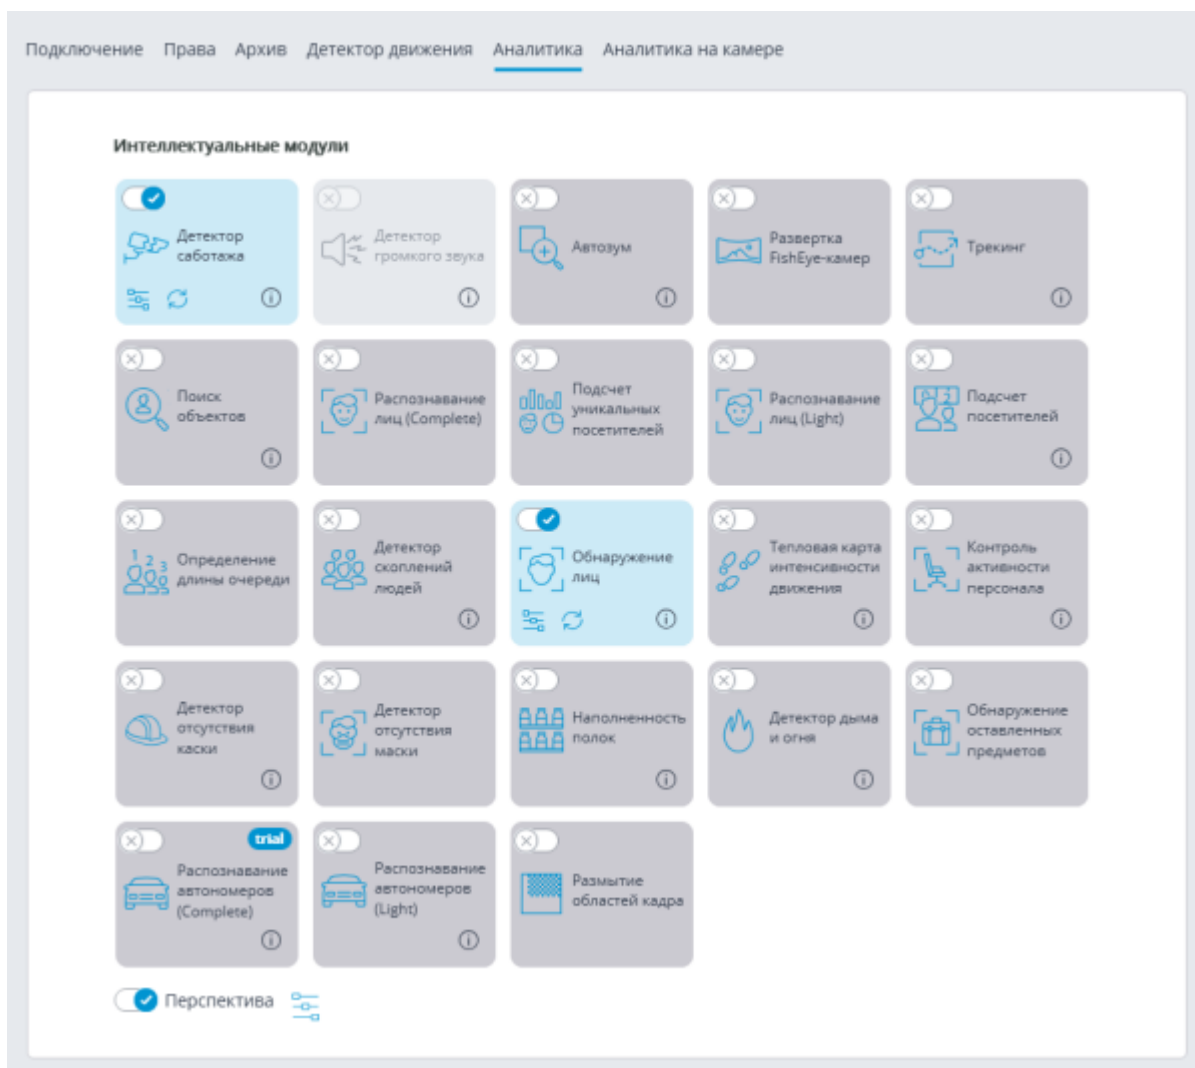 Подключение Права Архив Детектор движения Аналитика Аналитика на камере
Интеллектуальные модули
Детектор
саботажа
Детектор
громкого звука
Автозум
Развертка
FishEye-камер
Трекинг
Поиск
объектов
Распознавание
лиц (Complete)
Подсчет
уникальных
посетителей
Распознавание
лиц (Light)
Подсчет
посетителей
Определение
длины очереди
Детектор
скоплений
людей
Обнаружение
лиц
Тепловая карта
интенсивности
движения
Контроль
активности
персонала
Детектор
отсутствия
каски
Детектор
отсутствия
маски
Наполненность
полок
Детектор дыма
и огня
Обнаружение
оставленных
предметов
trial
Распознавание
автономеров
(Complete)
Распознавание
автономеров
(Light)
Размытие
областей кадра
Перспектива